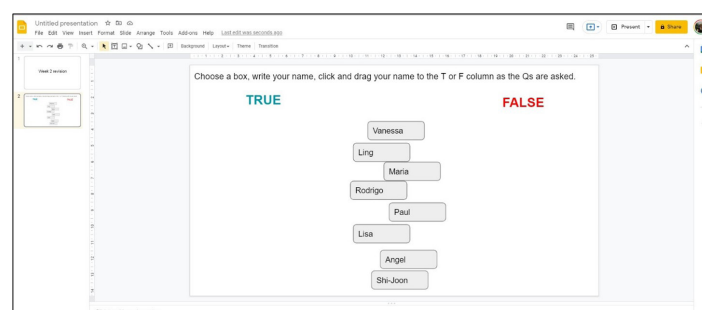 Untitled presentation
File Edit View Insert Format Slide Arrange Tools Add-ons Help Last edit was seconds ago
Present
Share
Background Layout Theme Transition
1
Week 2 revision
2
Choose a box, write your name, click and drag your name to the T or F column as the Qs are asked.
TRUE FALSE
Vanessa
Ling
Maria
Rodrigo
Paul
Lisa
Angel
Shi-Joon